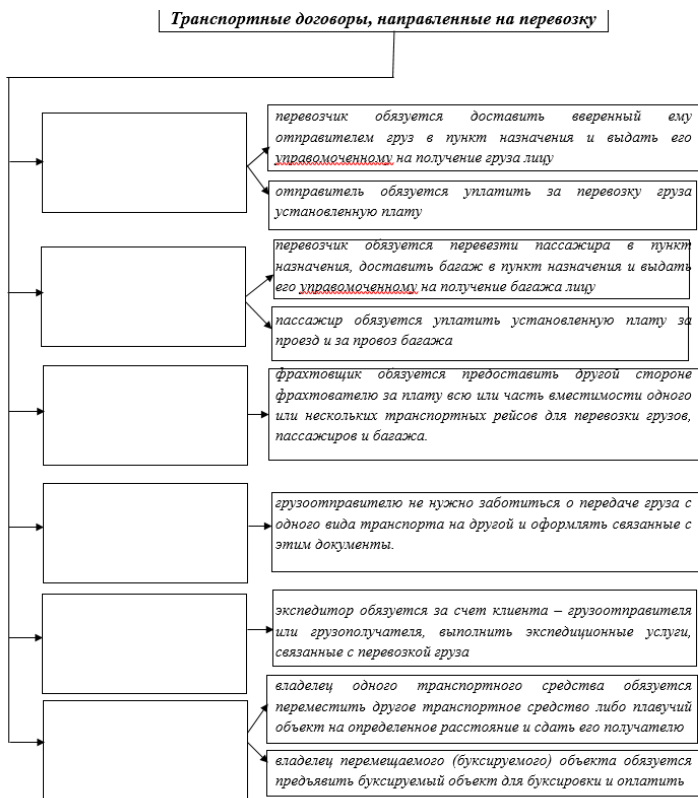 Транспортные договоры, направленные на перевозку
перевозчик обязуется доставить вверенный ему
отправителем груз в пункт назначения и выдать его
управомоченному на получение груза лицу
отправитель обязуется уплатить за перевозку груза
установленную плату
перевозчик обязуется перевезти пассажира в пункт
назначения, доставить багаж в пункт назначения и выдать
его управомоченному на получение багажа лицу
пассажир обязуется уплатить установленную плату за
проезд и за провоз багажа
фрахтовщик обязуется предоставить другой стороне
фрахтователю за плату всю или часть вместимости одного
или нескольких транспортных рейсов для перевозки грузов,
пассажиров и багажа.
грузоотправителю не нужно заботиться о передаче груза с
одного вида транспорта на другой и оформлять связанные с
этим документы.
экспедитор обязуется за счет клиента – грузоотправителя
или грузополучателя, выполнить экспедиционные услуги,
связанные с перевозкой груза
владелец одного транспортного средства обязуется
переместить другое транспортное средство либо плавучий
объект на определенное расстояние и сдать его получателю
владелец перемещаемого (буксируемого) объекта обязуется
предъявить буксируемый объект для буксировки и оплатить